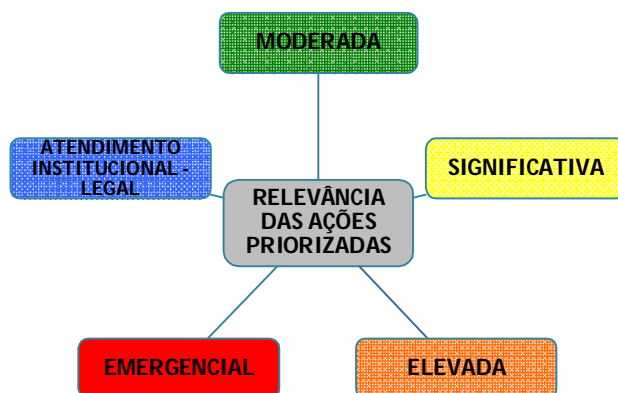 MODERADA
ATENDIMENTO
INSTITUCIONAL -
LEGAL
SIGNIFICATIVA
RELEVÂNCIA
DAS AÇÕES
PRIORIZADAS
EMERGENCIAL
ELEVADA